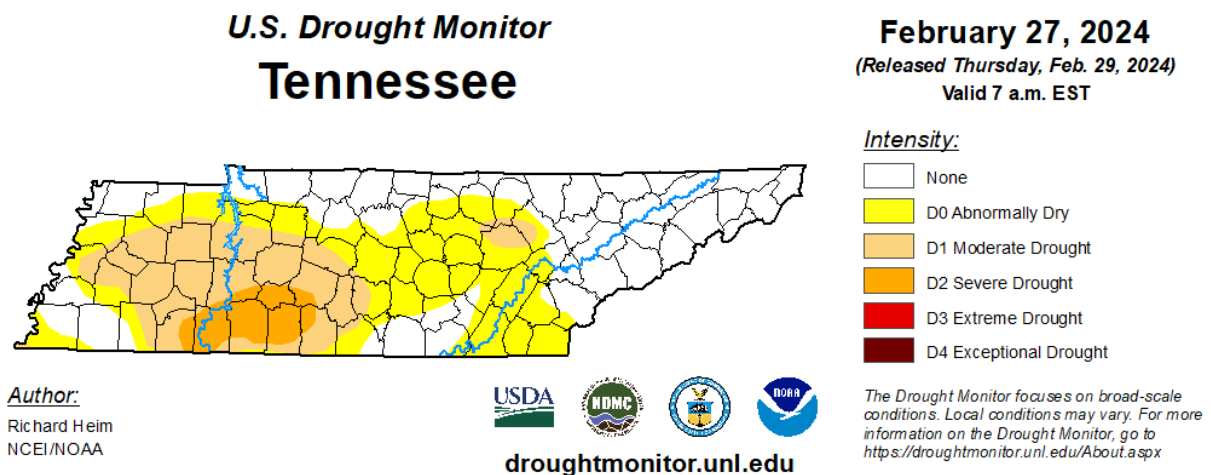 U.S. Drought Monitor
Tennessee
February 27, 2024
(Released Thursday, Feb. 29, 2024)
Valid 7 a.m. EST
Intensity:
None
D0 Abnormally Dry
D1 Moderate Drought
D2 Severe Drought
D3 Extreme Drought
D4 Exceptional Drought
Author:
Richard Heim
NCEI/NOAA
USDA
NDMC
NOAA
droughtmonitor.unl.edu
The Drought Monitor focuses on broad-scale
conditions. Local conditions may vary. For more
information on the Drought Monitor, go to
https://droughtmonitor.unl.edu/About.aspx